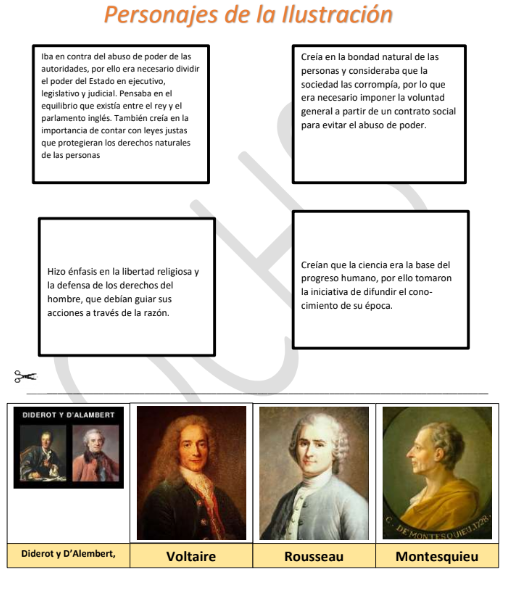 Personajes de la Ilustración
Iba en contra del abuso de poder de las
autoridades, por ello era necesario dividir
el poder del Estado en ejecutivo,
legislativo y judicial. Pensaba en el
equilibrio que existía entre el rey y el
parlamento inglés. También creía en la
importancia de contar con leyes justas
que protegieran los derechos naturales
de las personas
Creía en la bondad natural de las
personas y consideraba que la
sociedad las corrompía, por lo que
era necesario imponer la voluntad
general a partir de un contrato social
para evitar el abuso de poder.
Hizo énfasis en la libertad religiosa y
la defensa de los derechos del
hombre, que debían guiar sus
acciones a través de la razón.
Creían que la ciencia era la base del
progreso humano, por ello tomaron
la iniciativa de difundir el cono-
cimiento de su época.
DIDEROT Y D'ALAMBERT
C. DE MONTESQUIEU.1728.
Diderot y D'Alembert,
Voltaire
Rousseau
Montesquieu